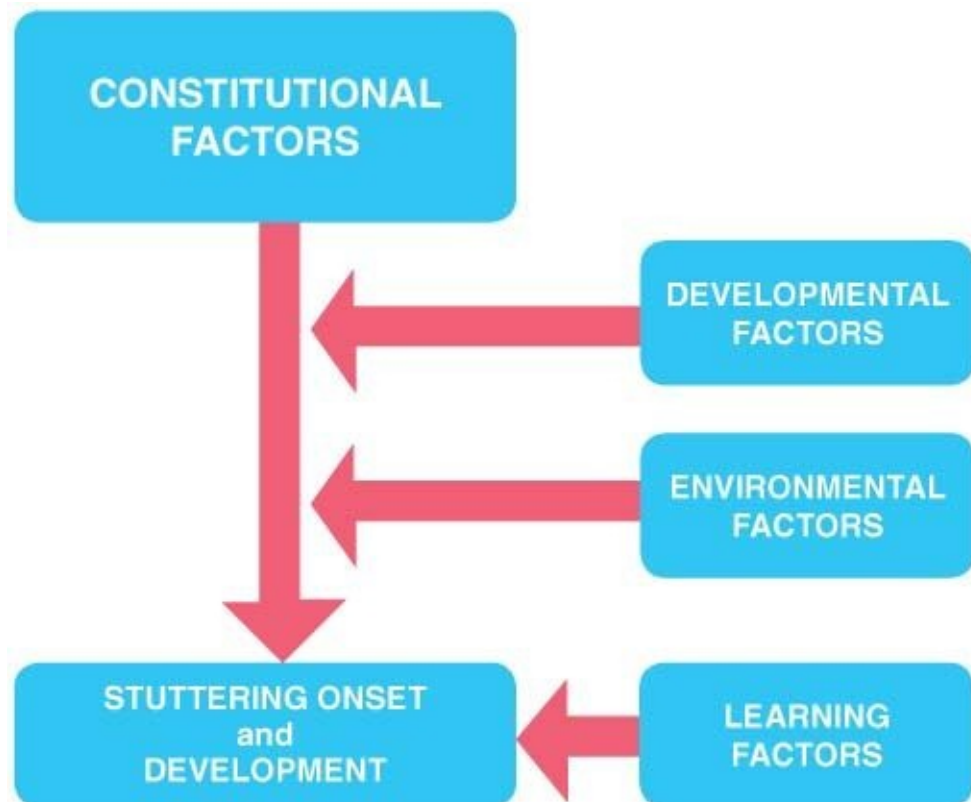 CONSTITUTIONAL
FACTORS
DEVELOPMENTAL
FACTORS
ENVIRONMENTAL
FACTORS
STUTTERING ONSET
and
DEVELOPMENT
LEARNING
FACTORS